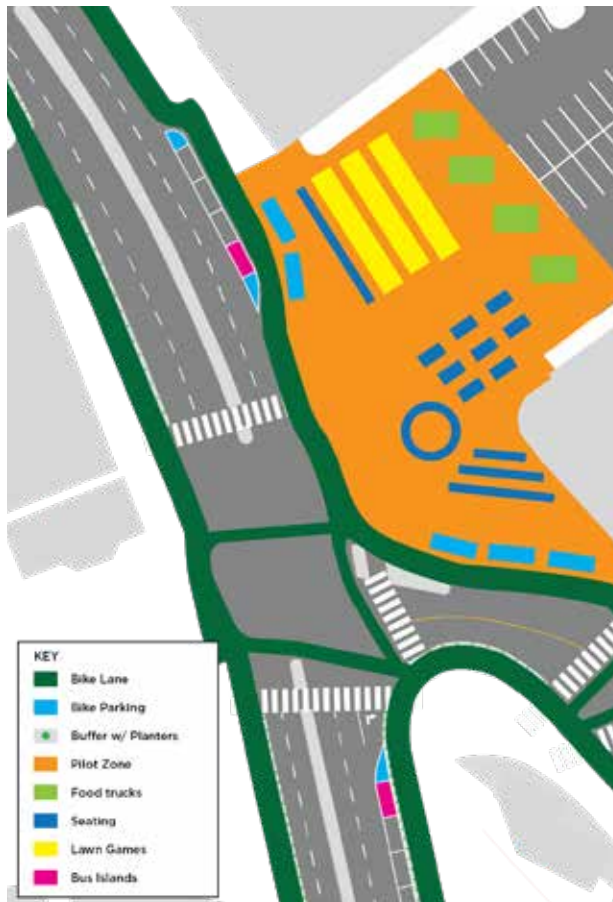 KEY
Bike Lane
Bike Parking
Buffer w/ Planters
Pilot Zone
Food trucks
Seating
Lawn Games
Bus Islands